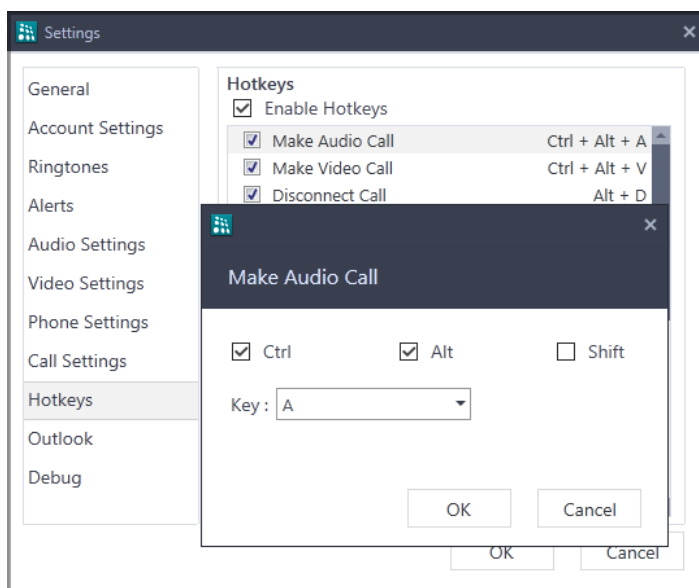 Settings
General
Account Settings
Ringtones
Alerts
Audio Settings
Video Settings
Phone Settings
Call Settings
Hotkeys
Outlook
Debug
Hotkeys
Enable Hotkeys
Make Audio Call Ctrl + Alt + A
Make Video Call Ctrl + Alt + V
Disconnect Call Alt + D
Make Audio Call
Ctrl Alt Shift
Key : A
OK Cancel
OK Cancel